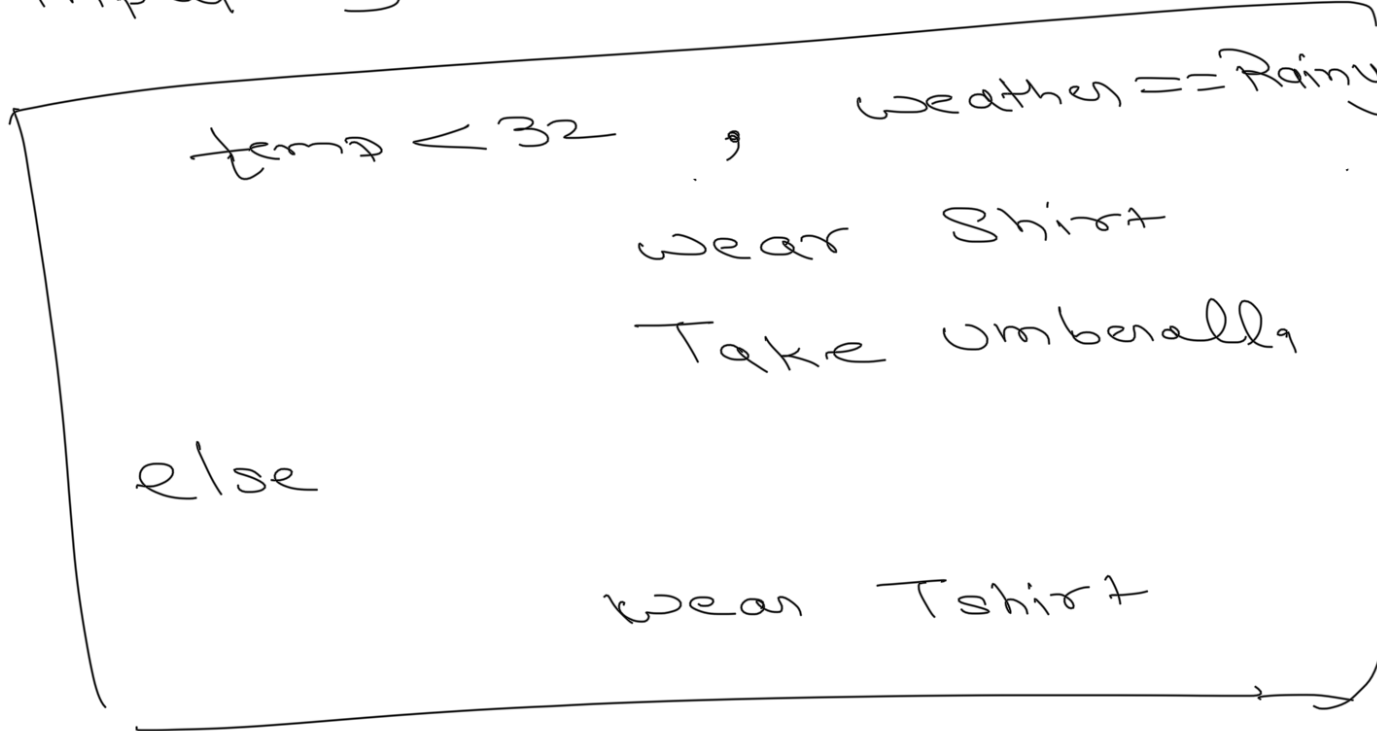 temp < 32 , weather == Rainy
wear Shirt
Take umberalla
else
wear Tshirt